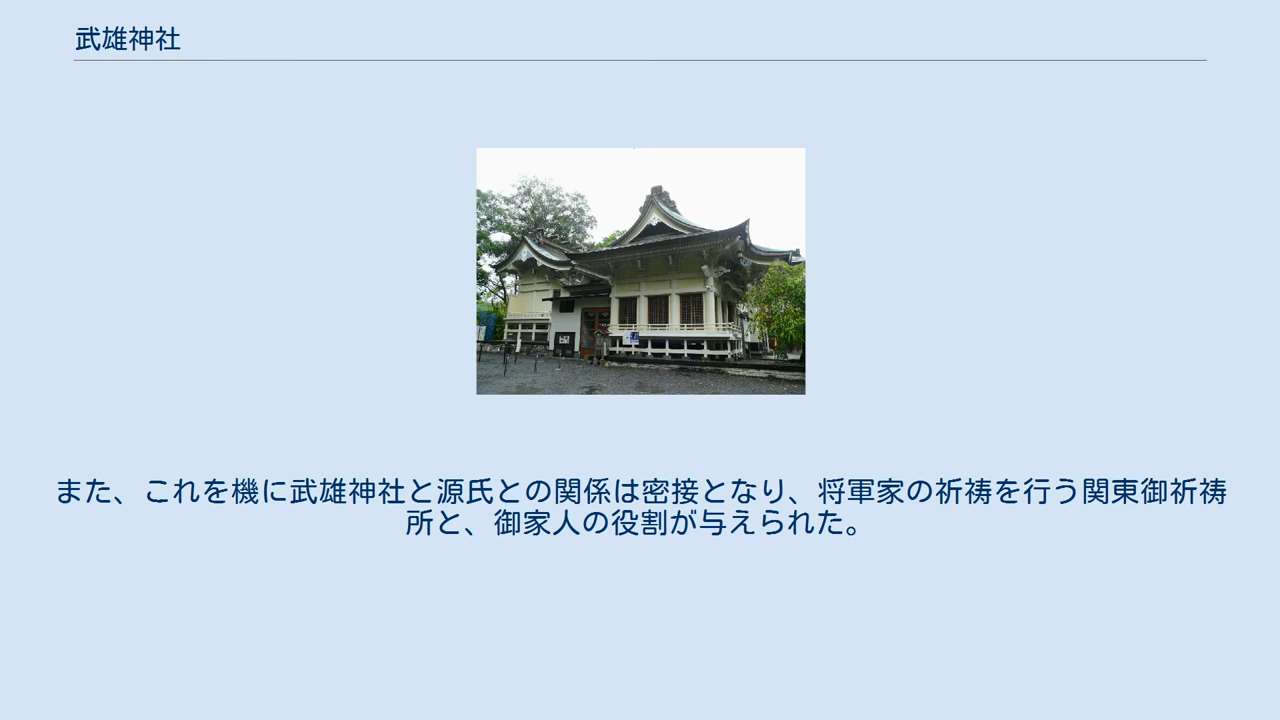 武雄神社
また、これを機に武雄神社と源氏との関係は密接となり、将軍家の祈祷を行う関東御祈祷
所と、御家人の役割が与えられた。